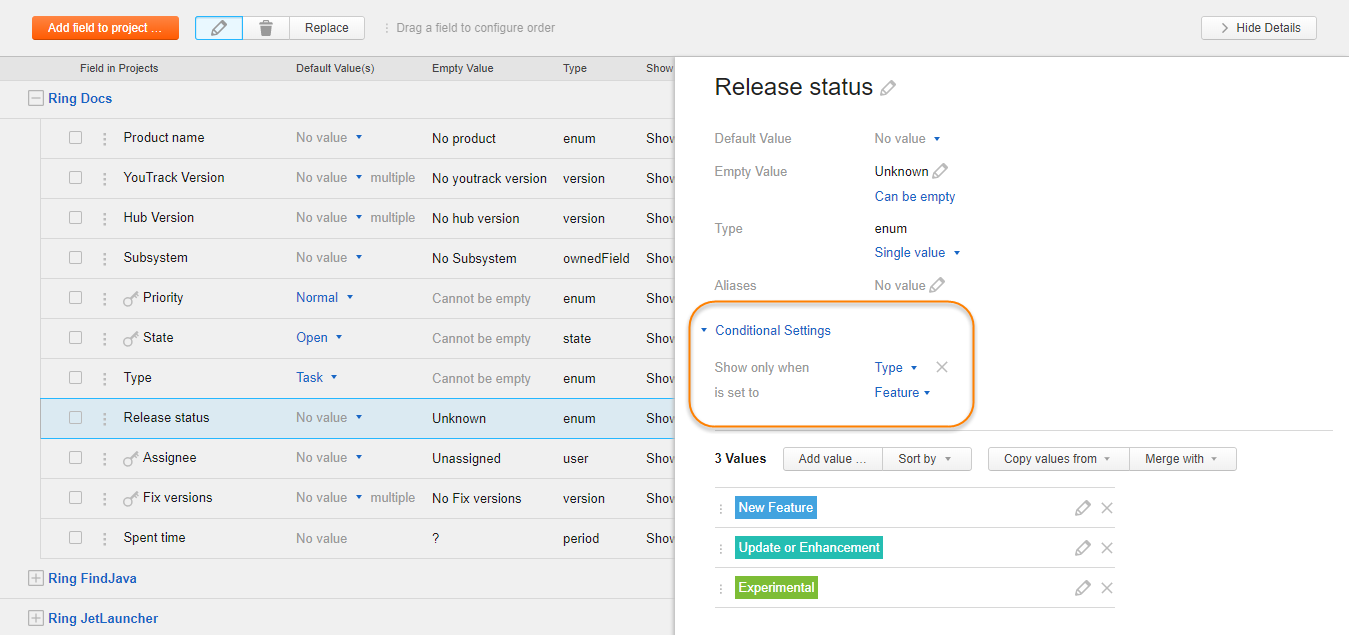 Add field to project ...
Replace
Drag a field to configure order
Hide Details
Field in Projects Default Value(s) Empty Value Type Show
Ring Docs
Product name No value No product enum Show
YouTrack Version No value multiple No youtrack version version Show
Hub Version No value multiple No hub version version Show
Subsystem No value No Subsystem ownedField Show
Priority Normal Cannot be empty enum Show
State Open Cannot be empty state Show
Type Task Cannot be empty enum Show
Release status No value Unknown enum Show
Assignee No value Unassigned user Show
Fix versions No value multiple No Fix versions version Show
Spent time No value ? period Show
Ring FindJava
Ring JetLauncher
Release status
Default Value No value
Empty Value Unknown
Can be empty
Type enum
Single value
Aliases No value
Conditional Settings
Show only when Type
is set to Feature
3 Values Add value ... Sort by Copy values from Merge with
New Feature
Update or Enhancement
Experimental